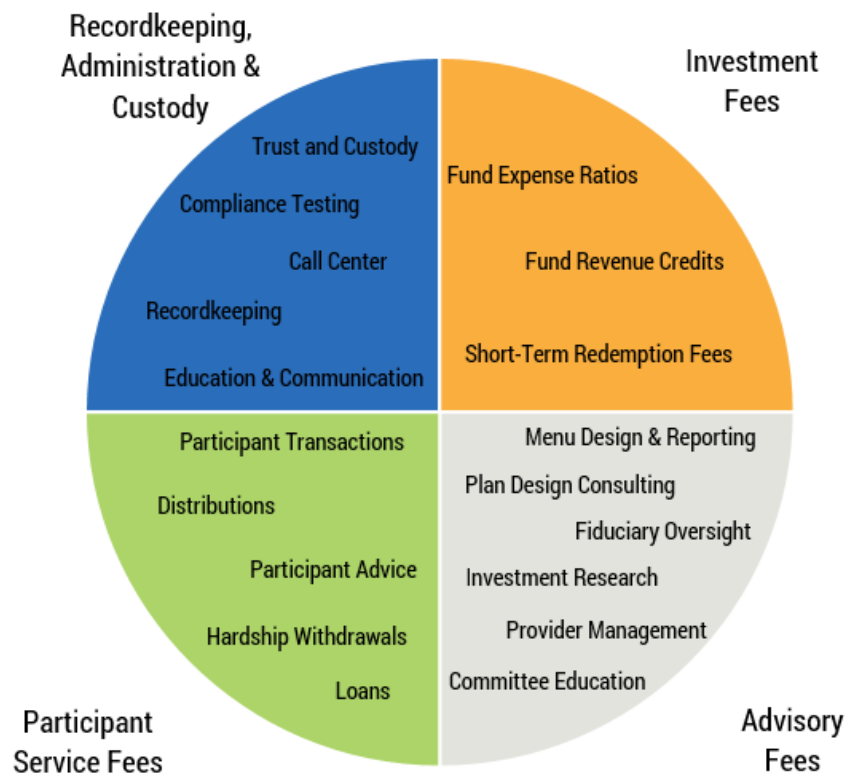 Recordkeeping,
Administration &
Custody
Trust and Custody
Compliance Testing
Call Center
Recordkeeping
Education & Communication
Investment
Fees
Fund Expense Ratios
Fund Revenue Credits
Short-Term Redemption Fees
Participant Transactions
Distributions
Participant Advice
Hardship Withdrawals
Loans
Participant
Service Fees
Menu Design & Reporting
Plan Design Consulting
Fiduciary Oversight
Investment Research
Provider Management
Committee Education
Advisory
Fees